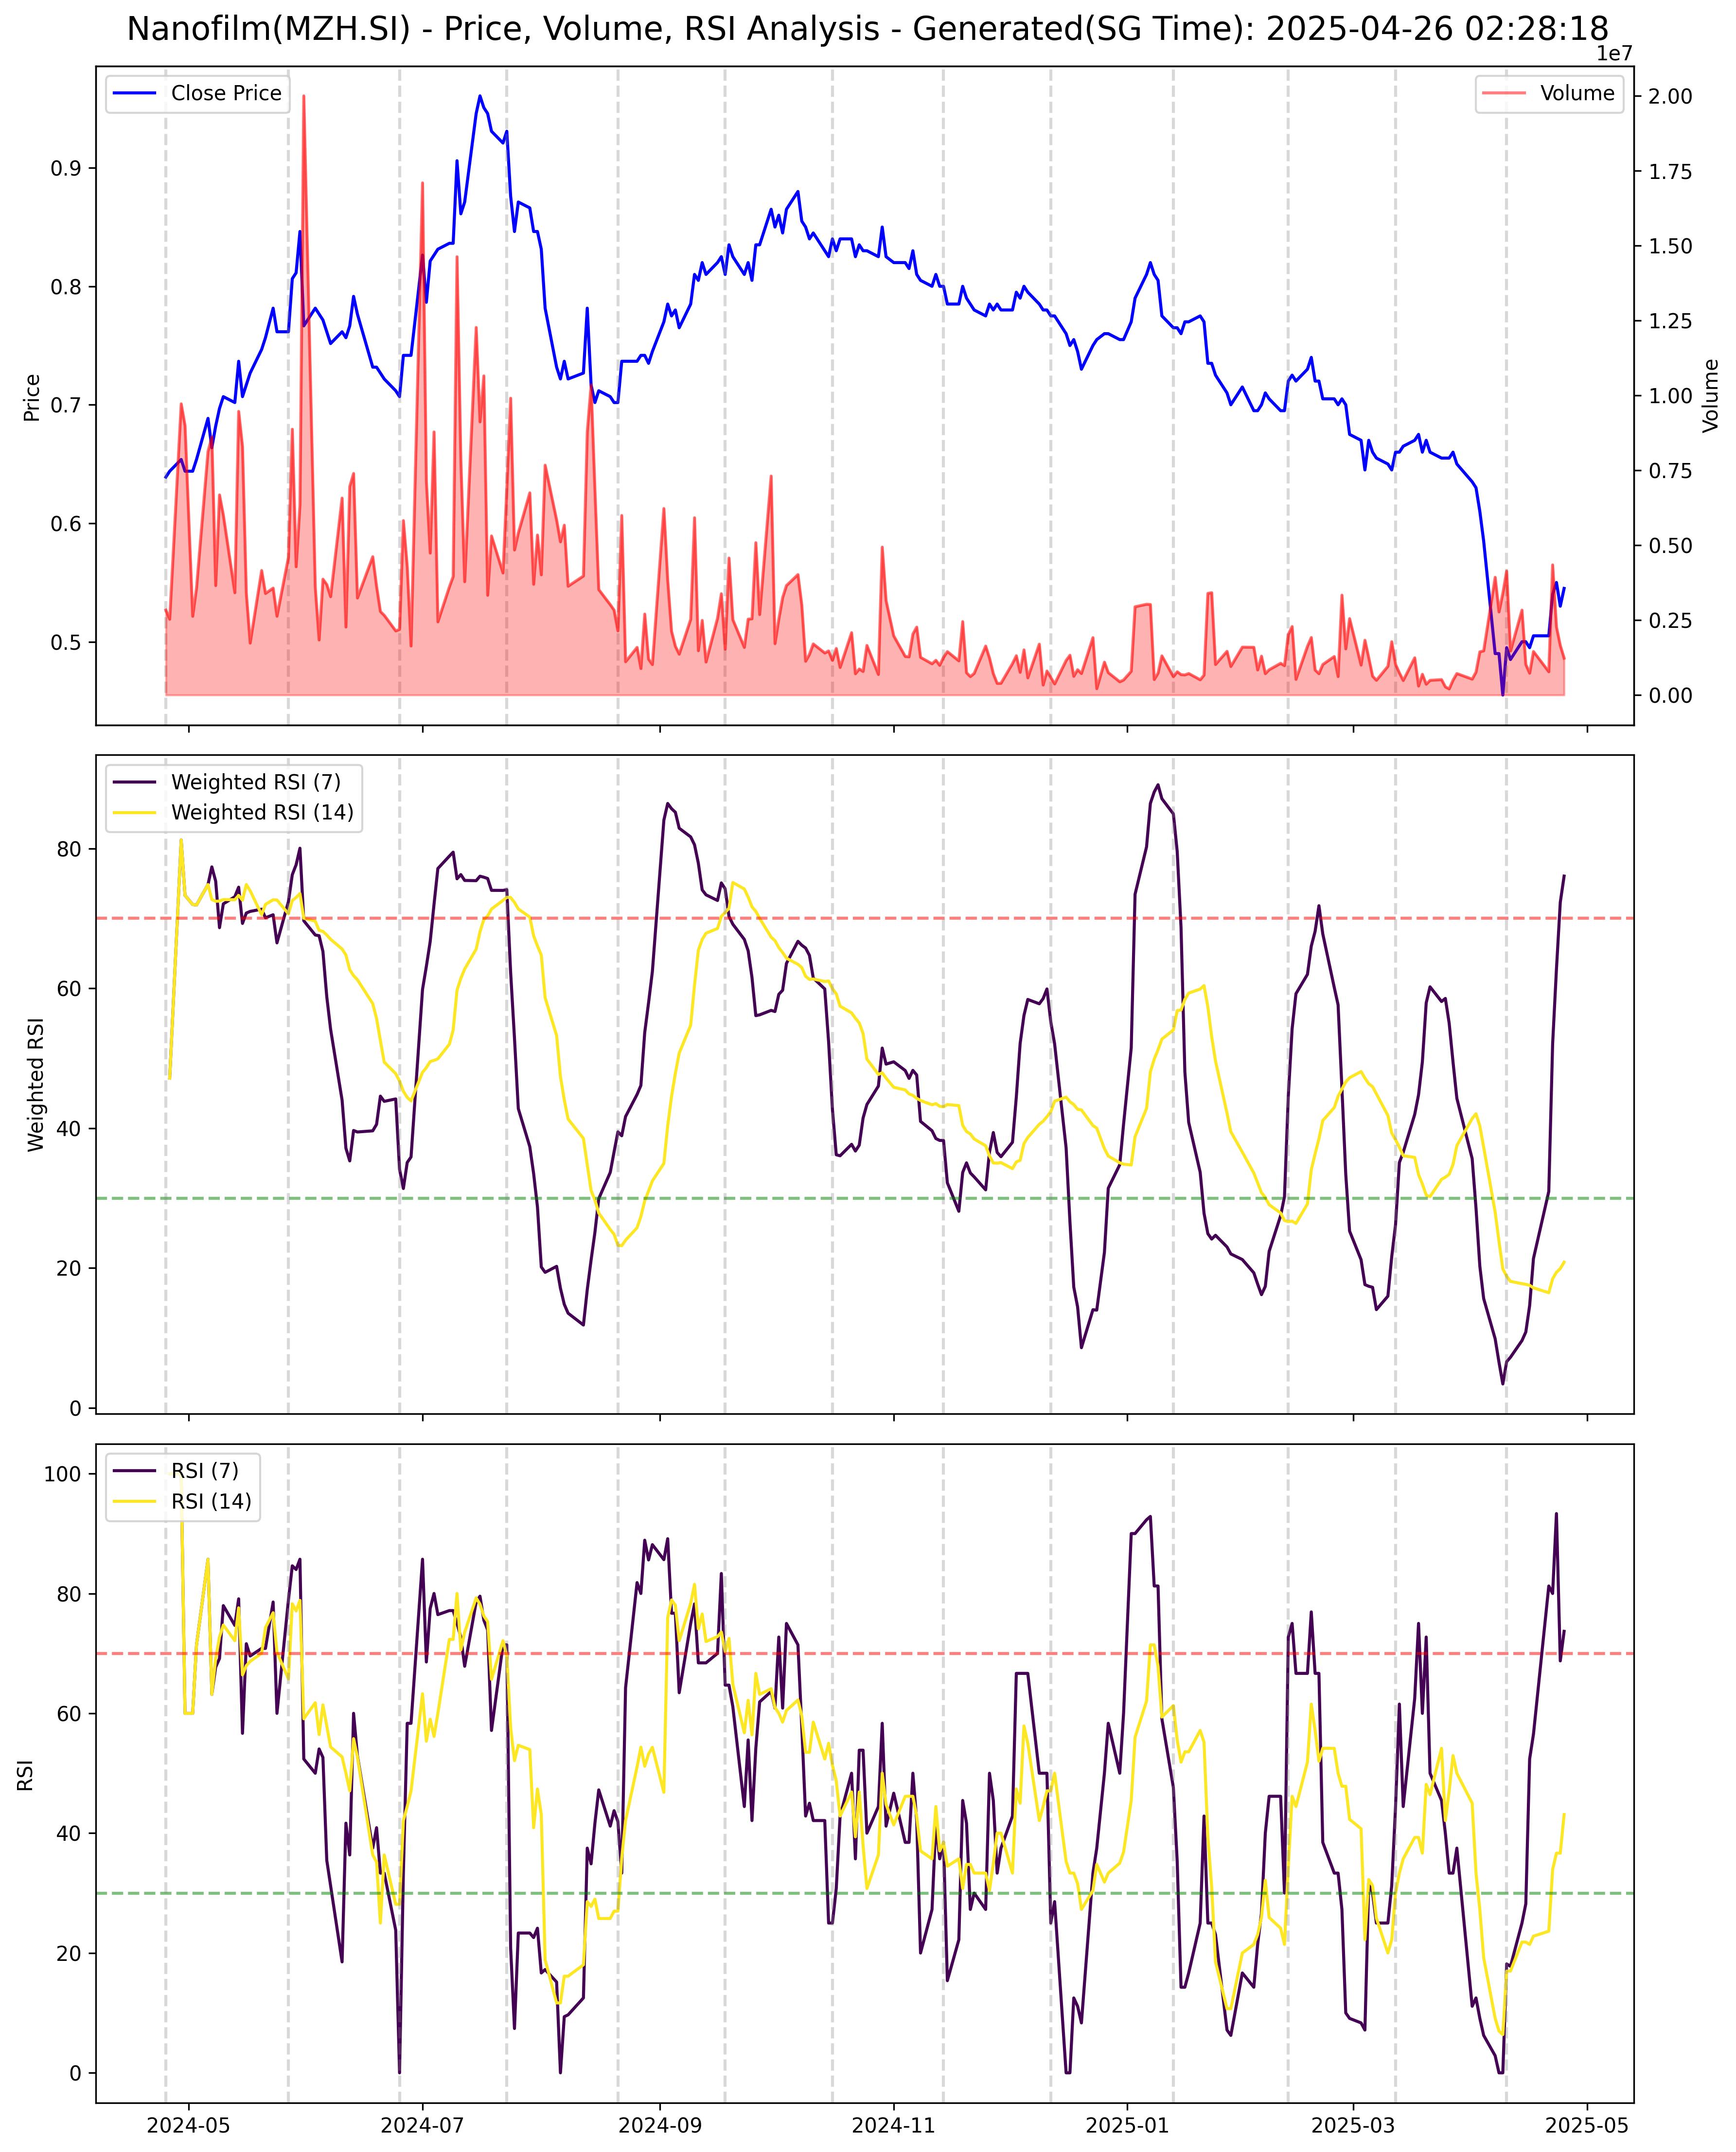 Nanofilm(MZH.SI) - Price, Volume, RSI Analysis - Generated(SG Time): 2025-04-26 02:28:18
1e7
Close Price
Volume
2.00
1.75
1.50
1.25
1.00
0.75
0.50
0.25
0.00
0.9
0.8
0.7
0.6
0.5
Price
Volume
Weighted RSI (7)
Weighted RSI (14)
80
60
40
20
0
Weighted RSI
RSI (7)
RSI (14)
100
80
60
40
20
0
RSI
2024-05
2024-07
2024-09
2024-11
2025-01
2025-03
2025-05